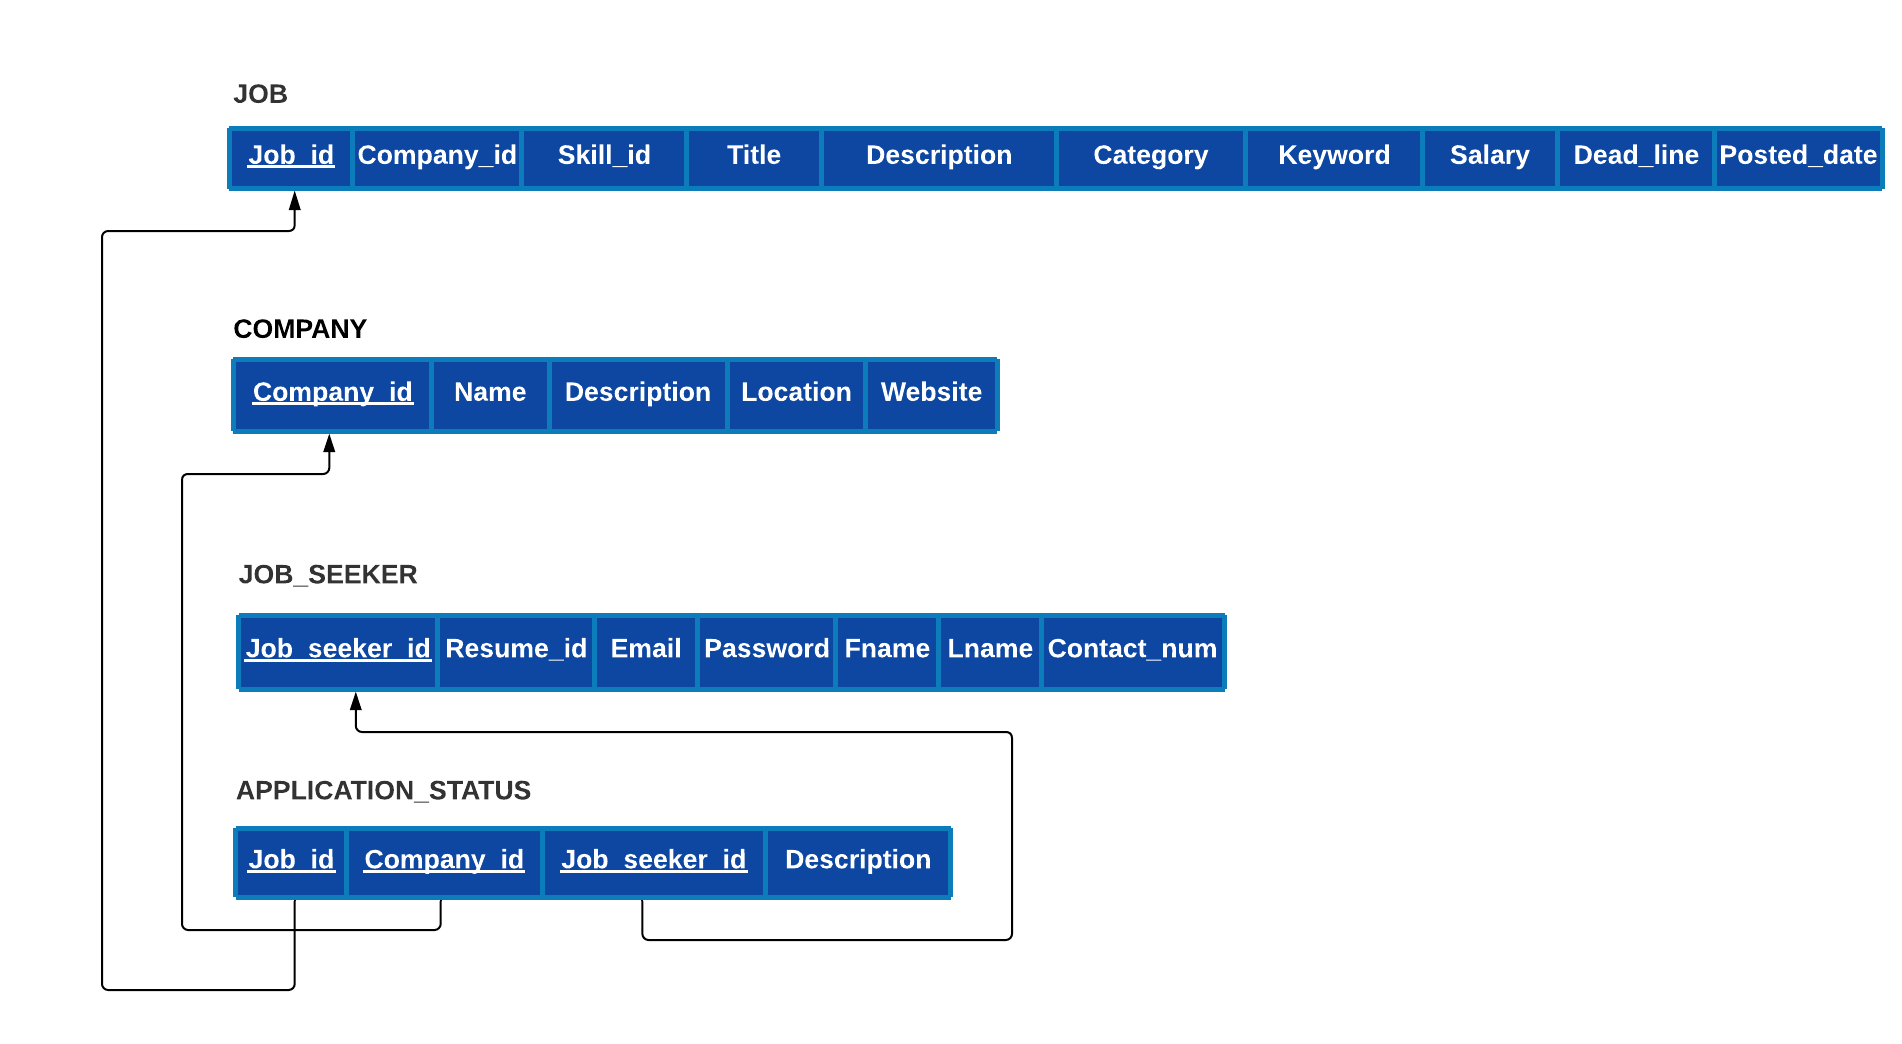 JOB
Job_id Company_id Skill_id Title Description Category Keyword Salary Dead_line Posted_date
COMPANY
Company_id Name Description Location Website
JOB_SEEKER
Job_seeker_id Resume_id Email Password Fname Lname Contact_num
APPLICATION_STATUS
Job_id Company_id Job_seeker_id Description